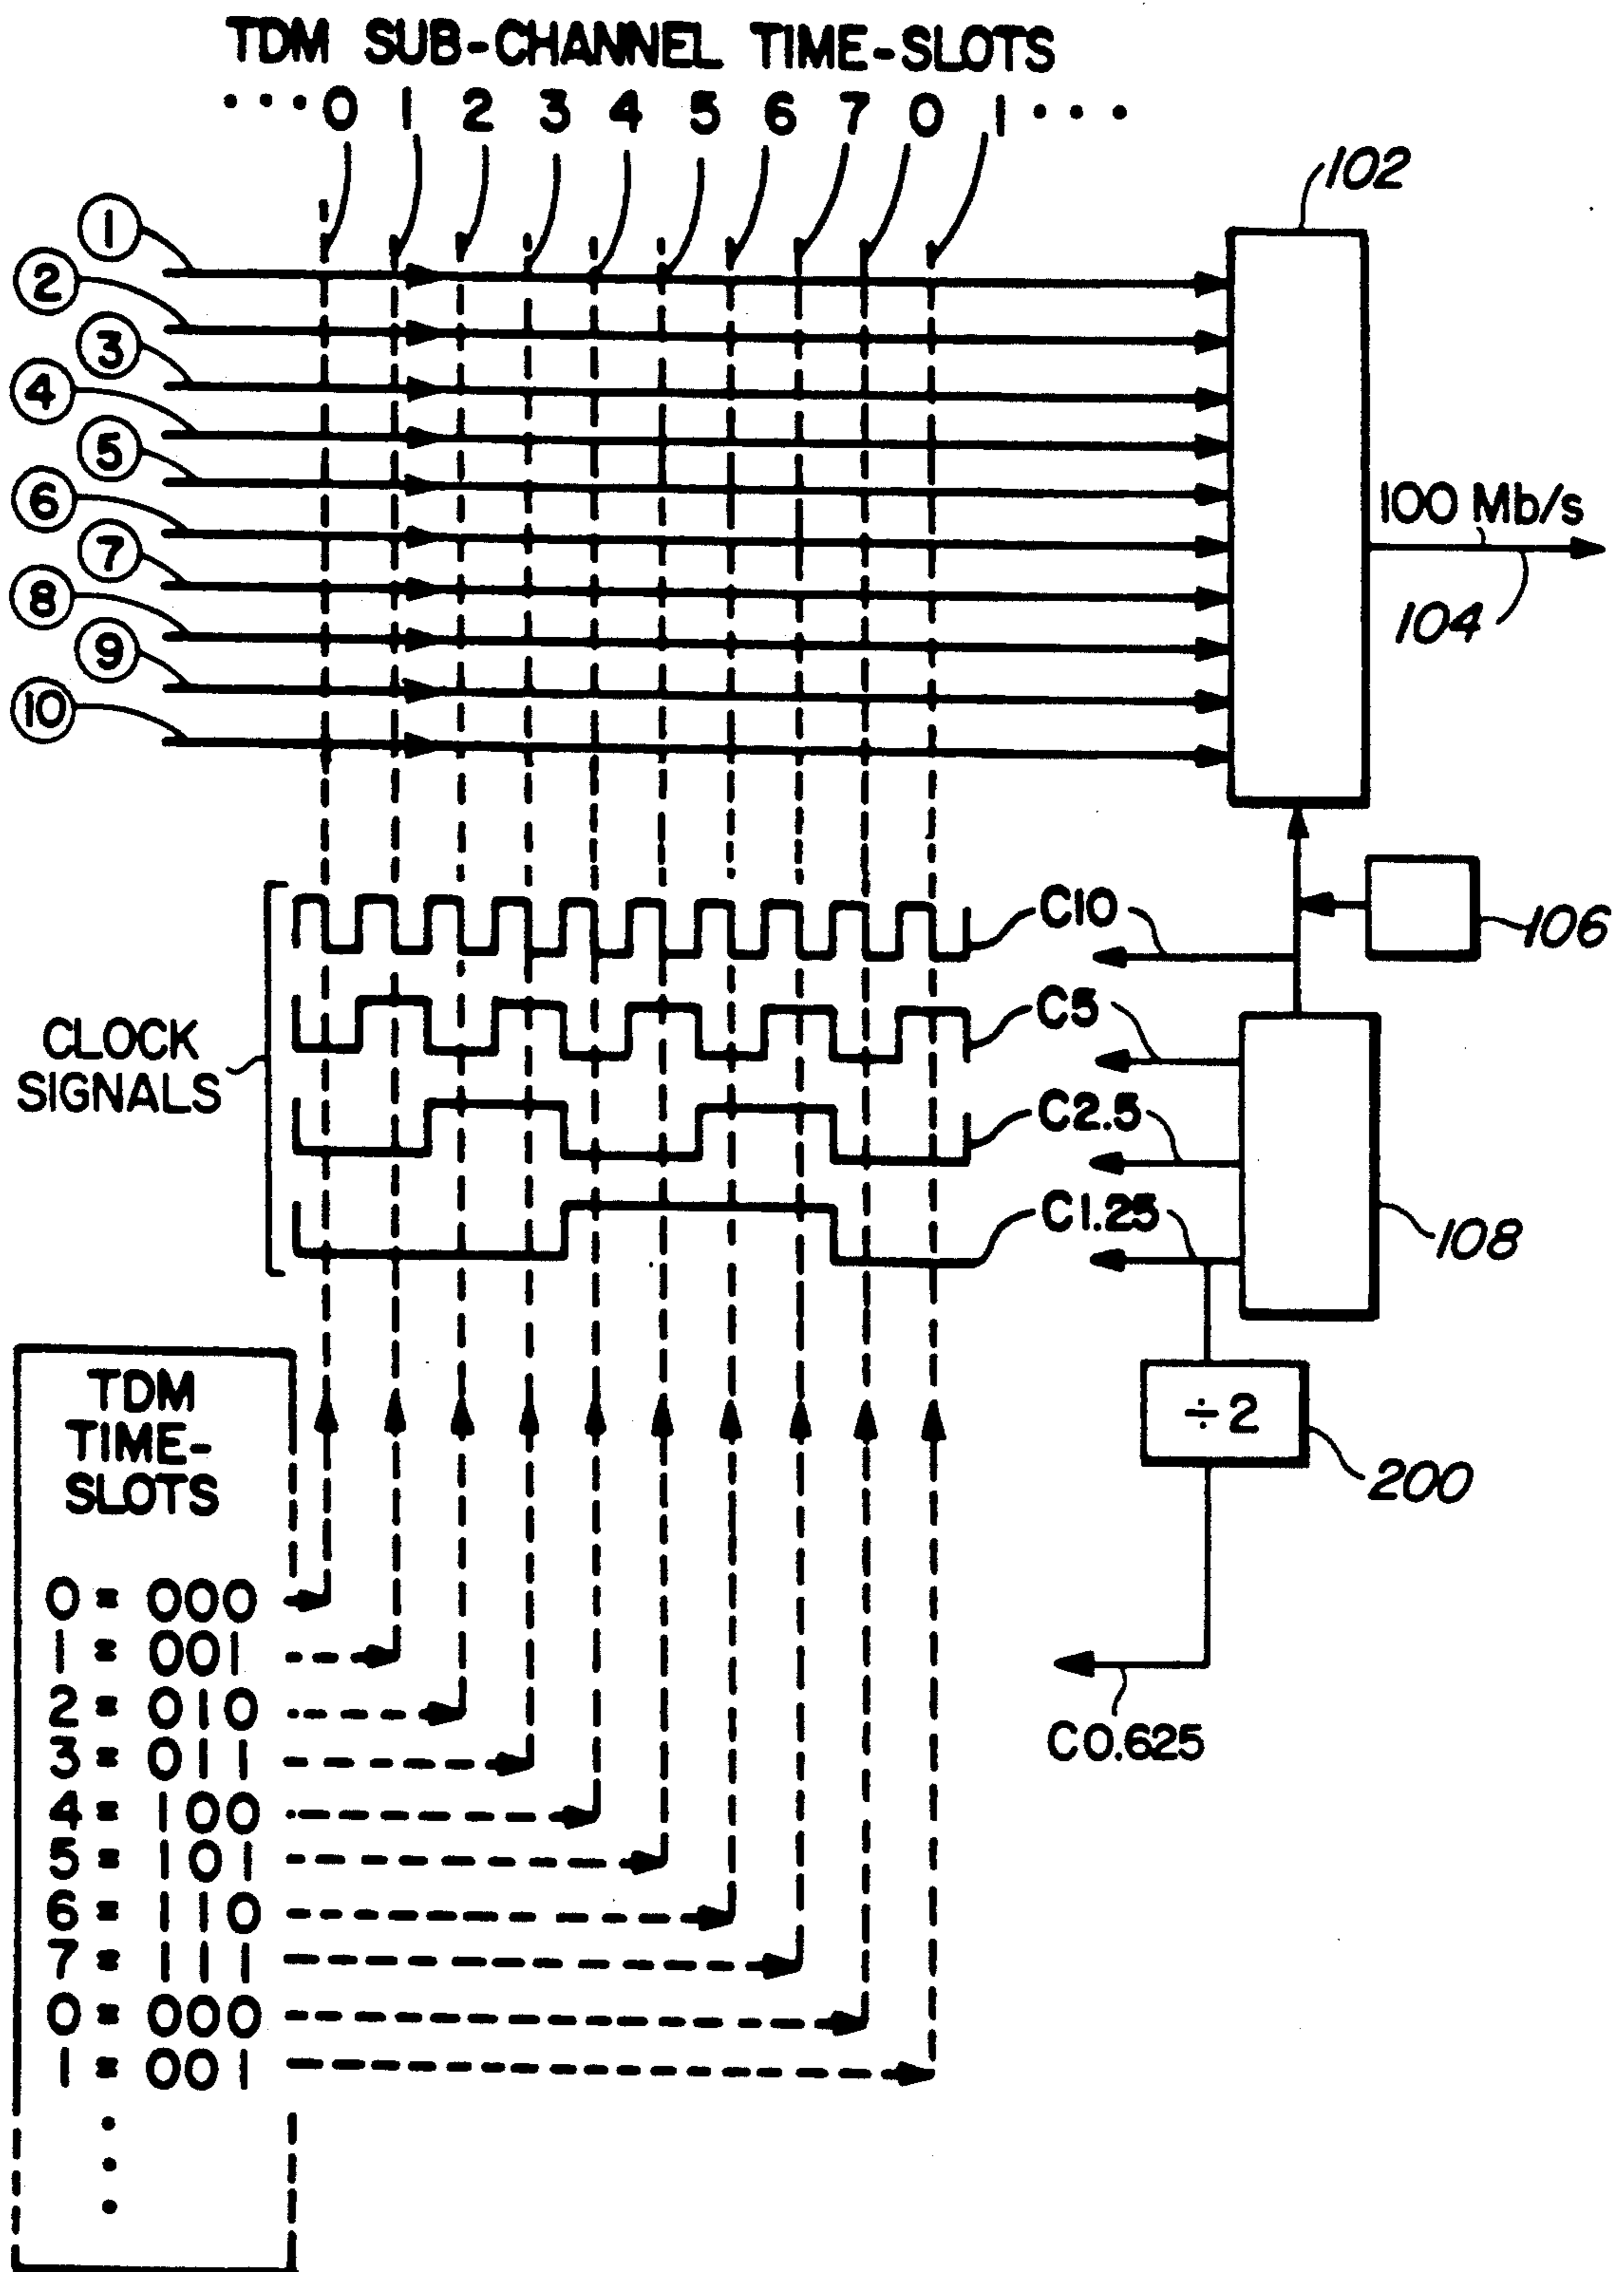 TDM SUB-CHANNEL TIME-SLOTS
•••0 1 2 3 4 5 6 7 0 1•••
102
1
2
3
4
5
6
7
8
9
10
100 Mb/s
104
C10
106
CLOCK
SIGNALS
C5
C2.5
C1.25
108
TDM
TIME-
SLOTS
÷2
200
0 = 000
1 = 001
2 = 010
3 = 011
4 = 100
5 = 101
6 = 110
7 = 111
0 = 000
1 = 001
C0.625